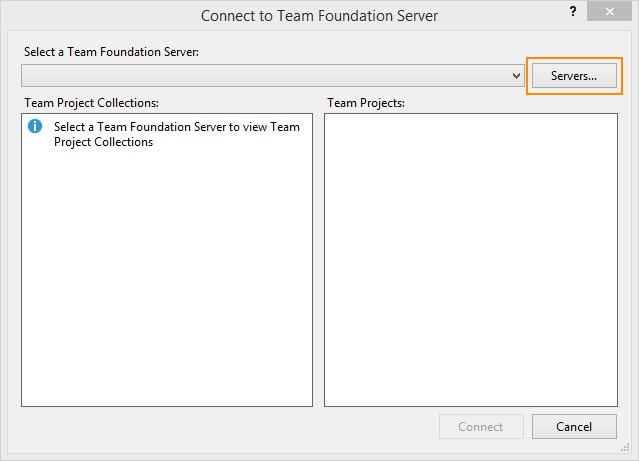 Connect to Team Foundation Server
?
Select a Team Foundation Server:
Servers...
Team Project Collections:
Team Projects:
Select a Team Foundation Server to view Team
Project Collections
Connect
Cancel